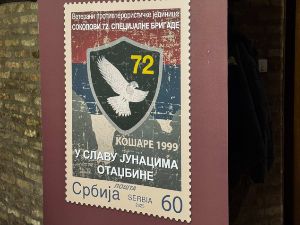 Ветерани противтерористичке јединице
СОКОЛОВИ 72. СПЕЦИЈАЛНЕ БРИГАДЕ
72
КОШАРЕ 1999
У СЛАВУ ЈУНАЦИМА
ОТАЏБИНЕ
ПОШТА
Србија
SERBIA
60